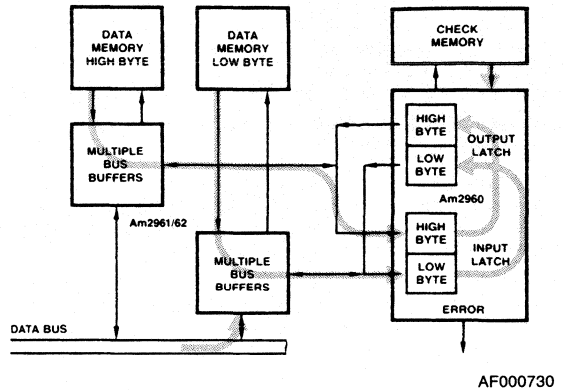 DATA
MEMORY
HIGH BYTE
DATA
MEMORY
LOW BYTE
CHECK
MEMORY
MULTIPLE
BUS
BUFFERS
Am2961/62
MULTIPLE
BUS
BUFFERS
HIGH
BYTE
LOW
BYTE
OUTPUT
LATCH
Am2960
HIGH
BYTE
LOW
BYTE
INPUT
LATCH
ERROR
DATA BUS
AF000730